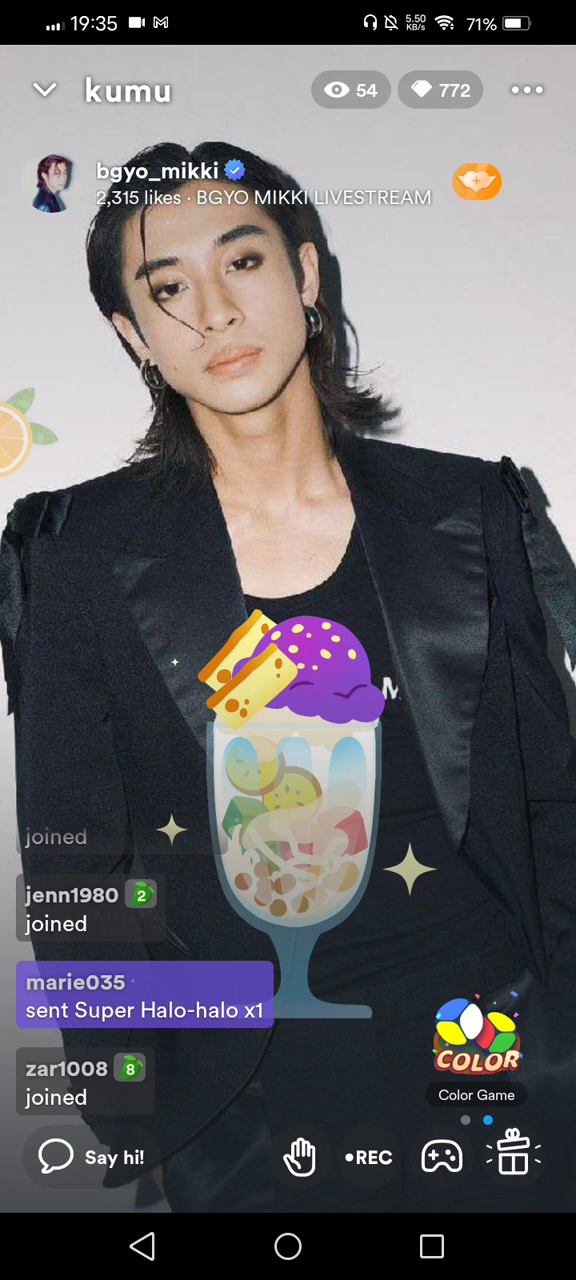 19:35
5.50
KB/s
71%
kumu
54
772
bgyo_mikki
2,315 likes · BGYO MIKKI LIVESTREAM
M
joined
jenn1980 2
joined
marie035
sent Super Halo-halo x1
zar1008 8
joined
COLOR
Color Game
Say hi!
•REC